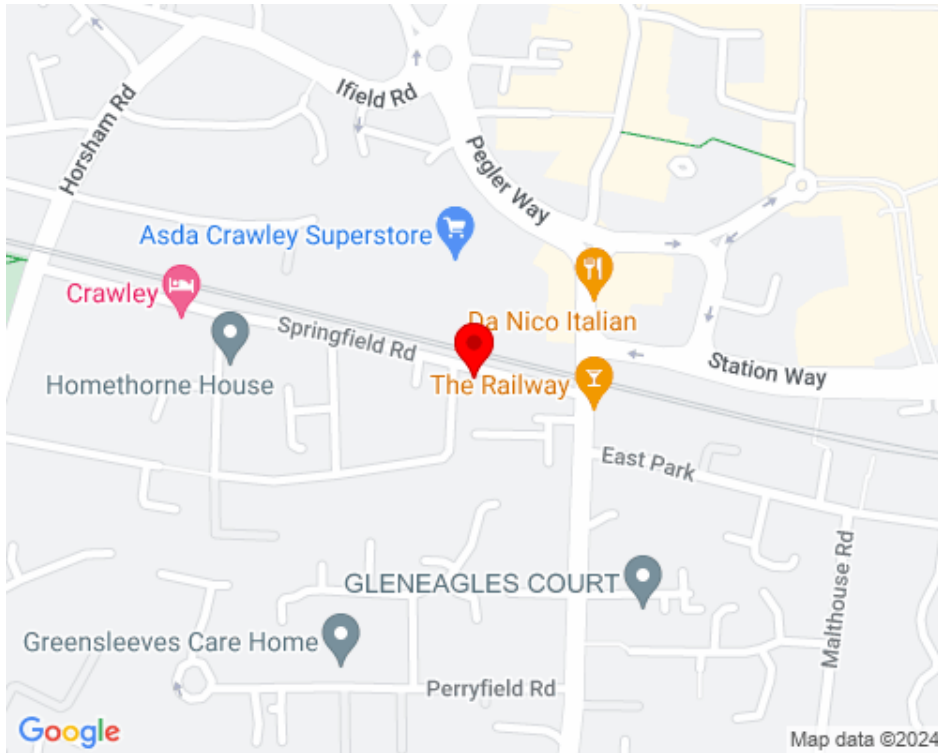 Ifield Rd
Horsham Rd
Pegler Way
Asda Crawley Superstore
Crawley
Springfield Rd
Da Nico Italian
Homethorne House
The Railway
Station Way
East Park
GLENEAGLES COURT
Malthouse Rd
Greensleeves Care Home
Perryfield Rd
Google
Map data ©2024